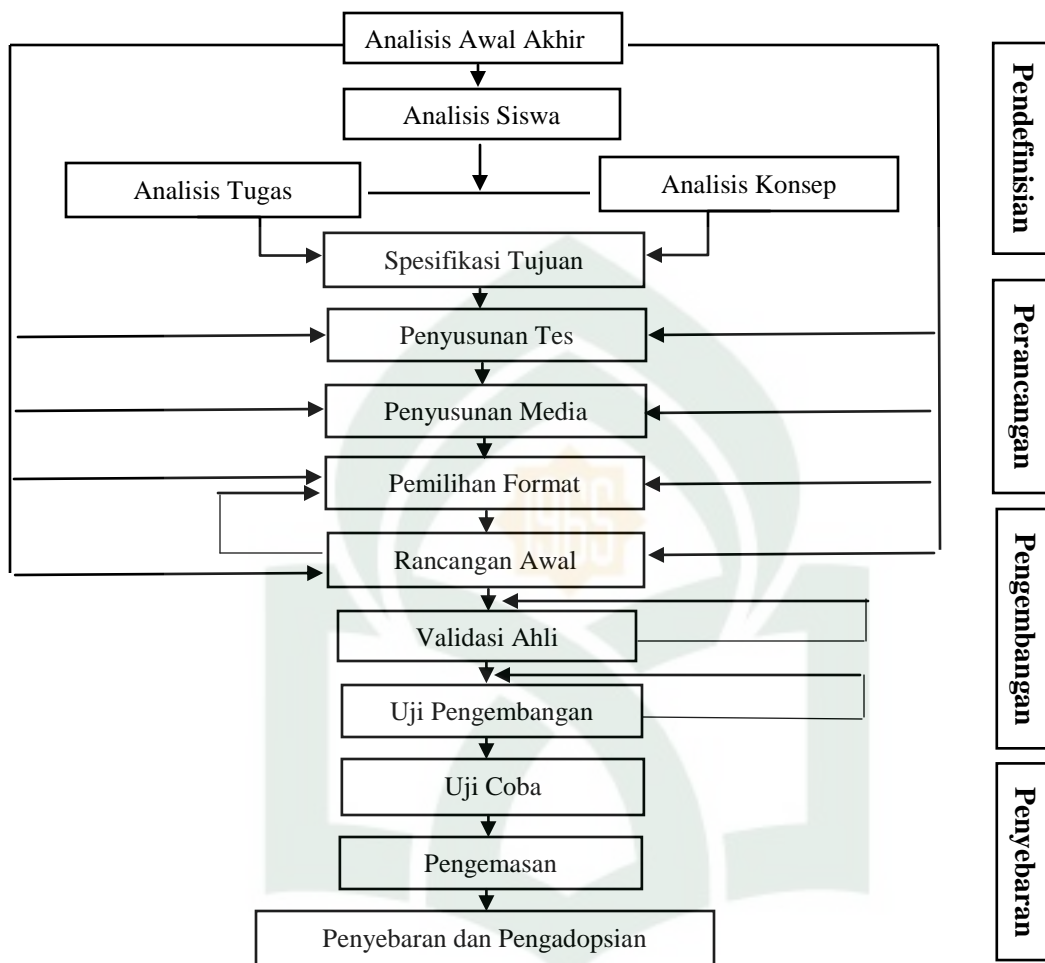 Analisis Awal Akhir
Analisis Siswa
Analisis Tugas
Analisis Konsep
Spesifikasi Tujuan
Penyusunan Tes
Penyusunan Media
Pemilihan Format
Rancangan Awal
Validasi Ahli
Uji Pengembangan
Uji Coba
Pengemasan
Penyebaran dan Pengadopsian
Pendefinisian
Perancangan
Pengembangan
Penyebaran
1965